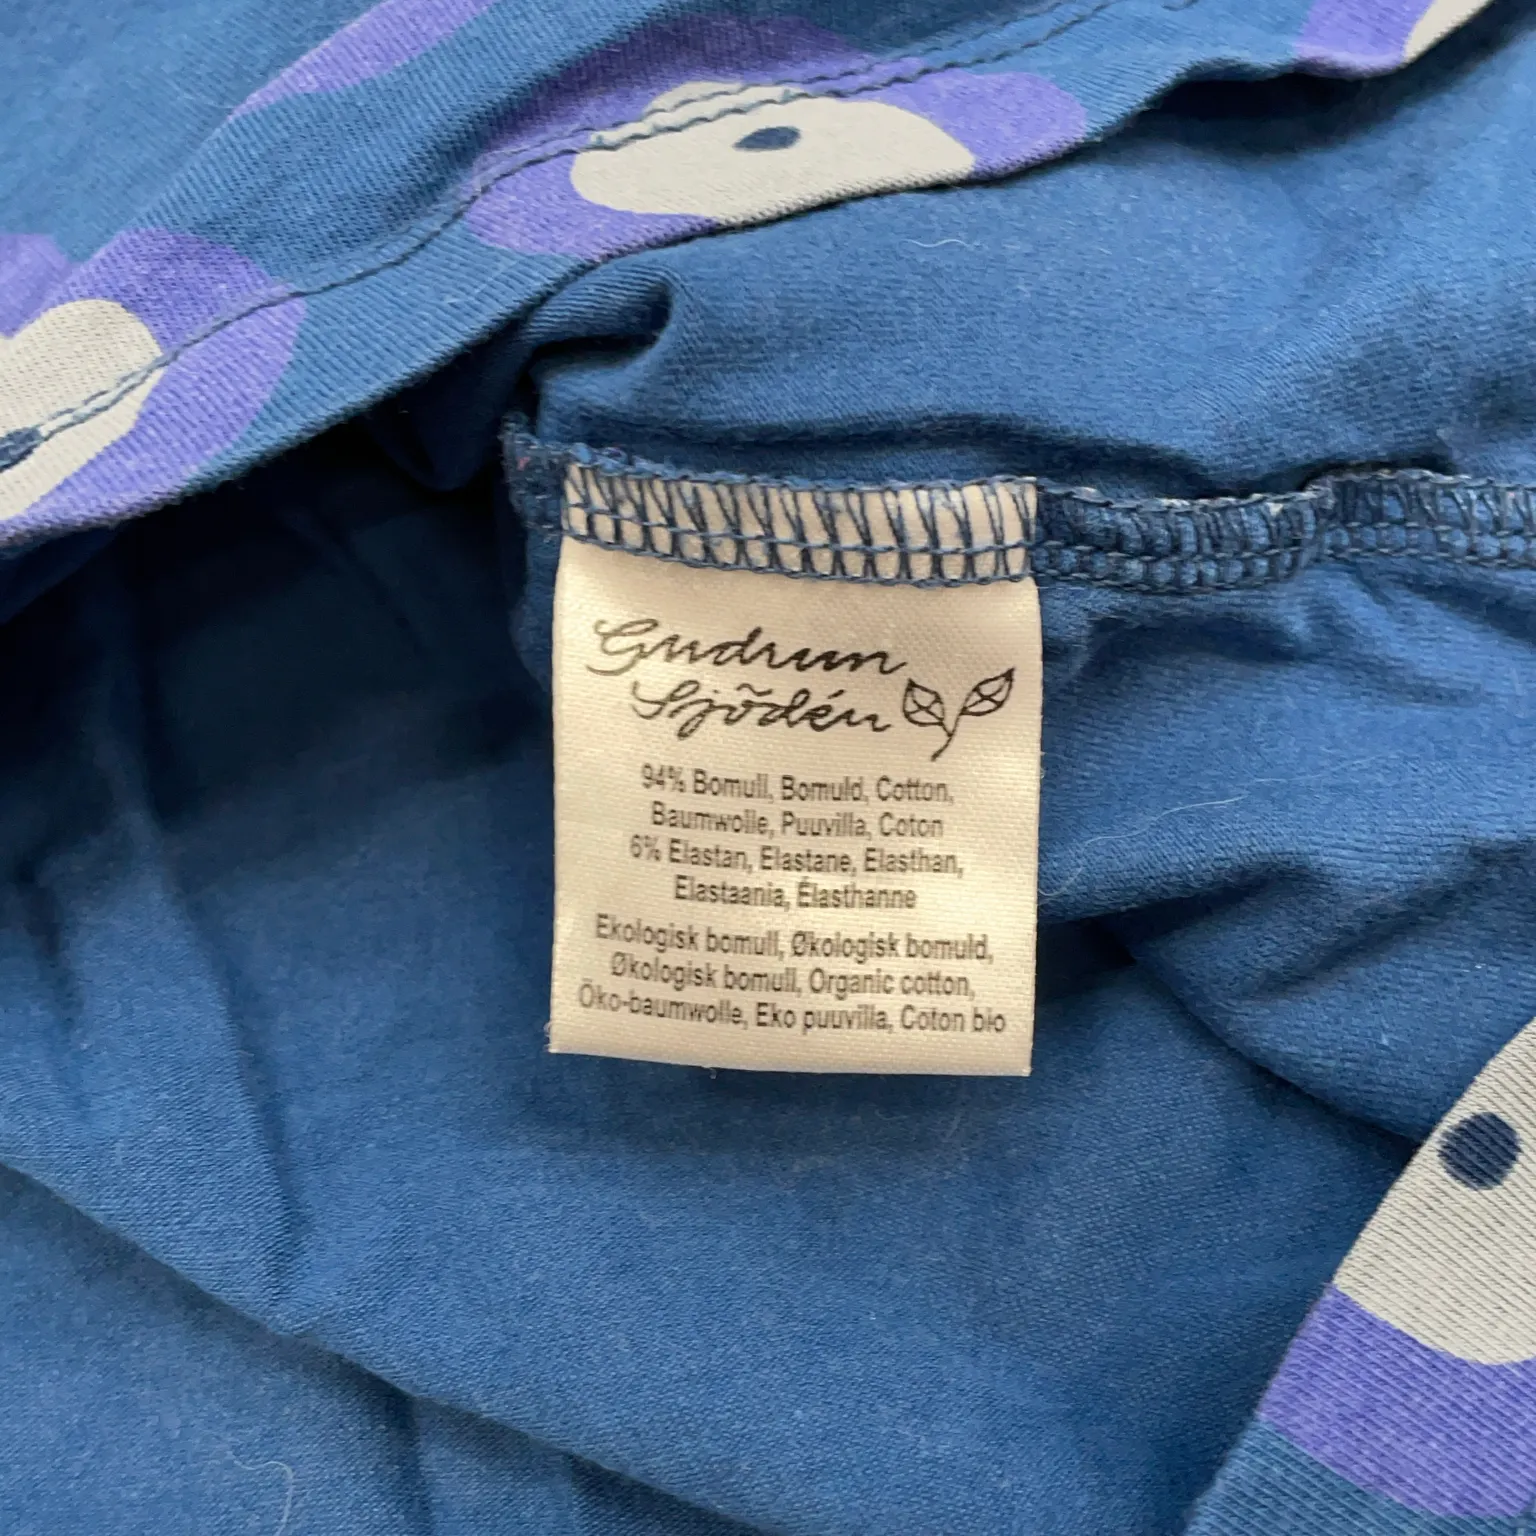 Gudrun
Sjödén
94% Bomull, Bomuld, Cotton,
Baumwolle, Puuvilla, Coton
6% Elastan, Elastane, Elasthan,
Elastaania, Élasthanne
Ekologisk bomull, Økologisk bomuld,
Økologisk bomull, Organic cotton,
Öko-baumwolle, Eko puuvilla, Coton bio